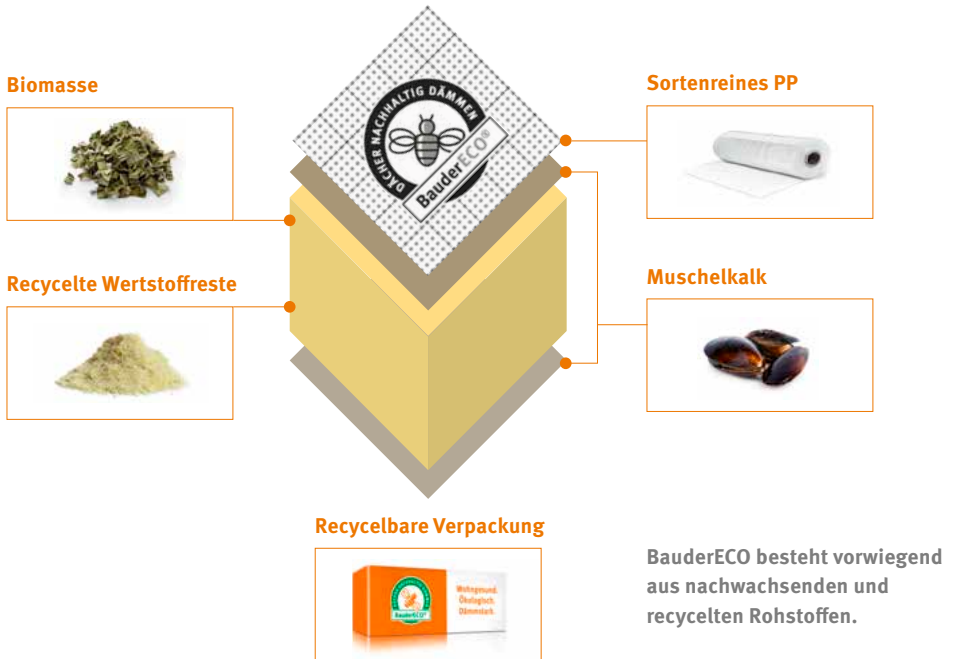 Biomasse
Sortenreines PP
DÄCHER NACHHALTIG DÄMMEN
BauderECO®
Recycelte Wertstoffreste
Muschelkalk
Recycelbare Verpackung
BauderECO®
Wohngesund.
Ökologisch.
Dämmstark.
BauderECO besteht vorwiegend
aus nachwachsenden und
recycelten Rohstoffen.